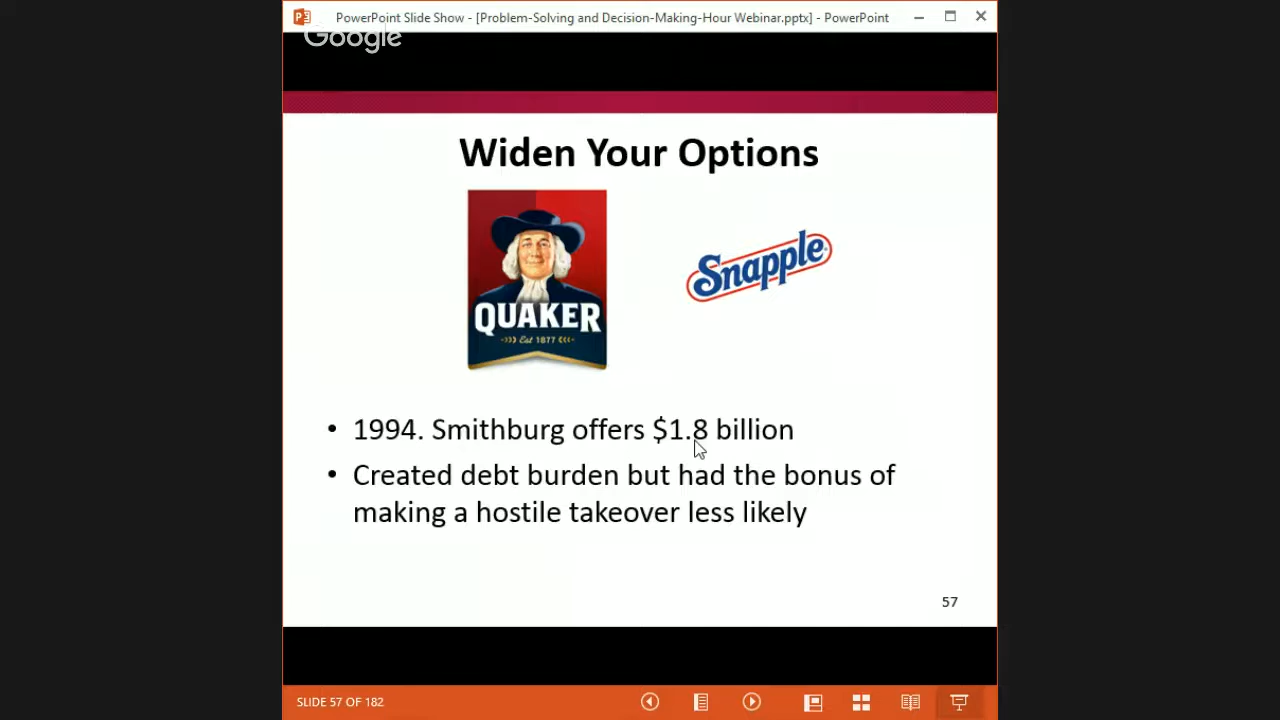 PowerPoint Slide Show - [Problem-Solving and Decision-Making-Hour Webinar.pptx] - PowerPoint
Google
Widen Your Options
QUAKER
Est 1877
Snapple
• 1994. Smithburg offers $1.8 billion
• Created debt burden but had the bonus of
making a hostile takeover less likely
57
SLIDE 57 OF 182